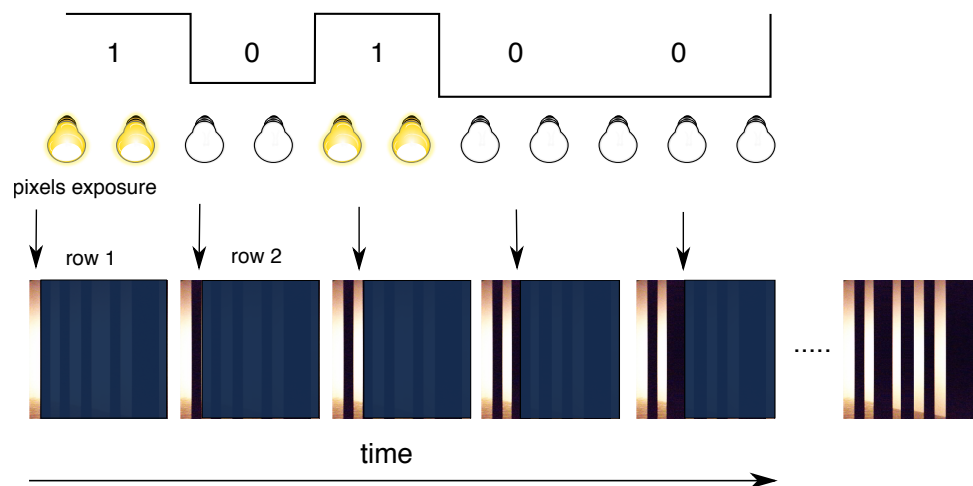 1 0 1 0 0
pixels exposure
row 1 row 2
.....
time